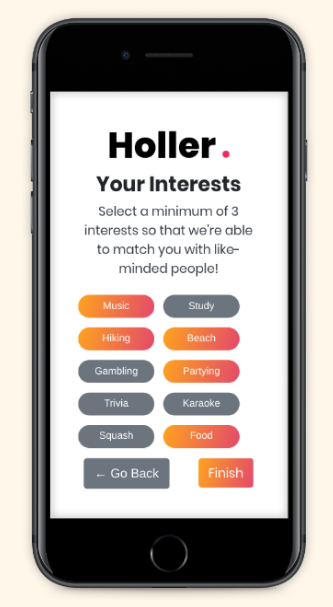 Holler.
Your Interests
Select a minimum of 3
interests so that we're able
to match you with like-
minded people!
Music Study
Hiking Beach
Gambling Partying
Trivia Karaoke
Squash Food
← Go Back Finish